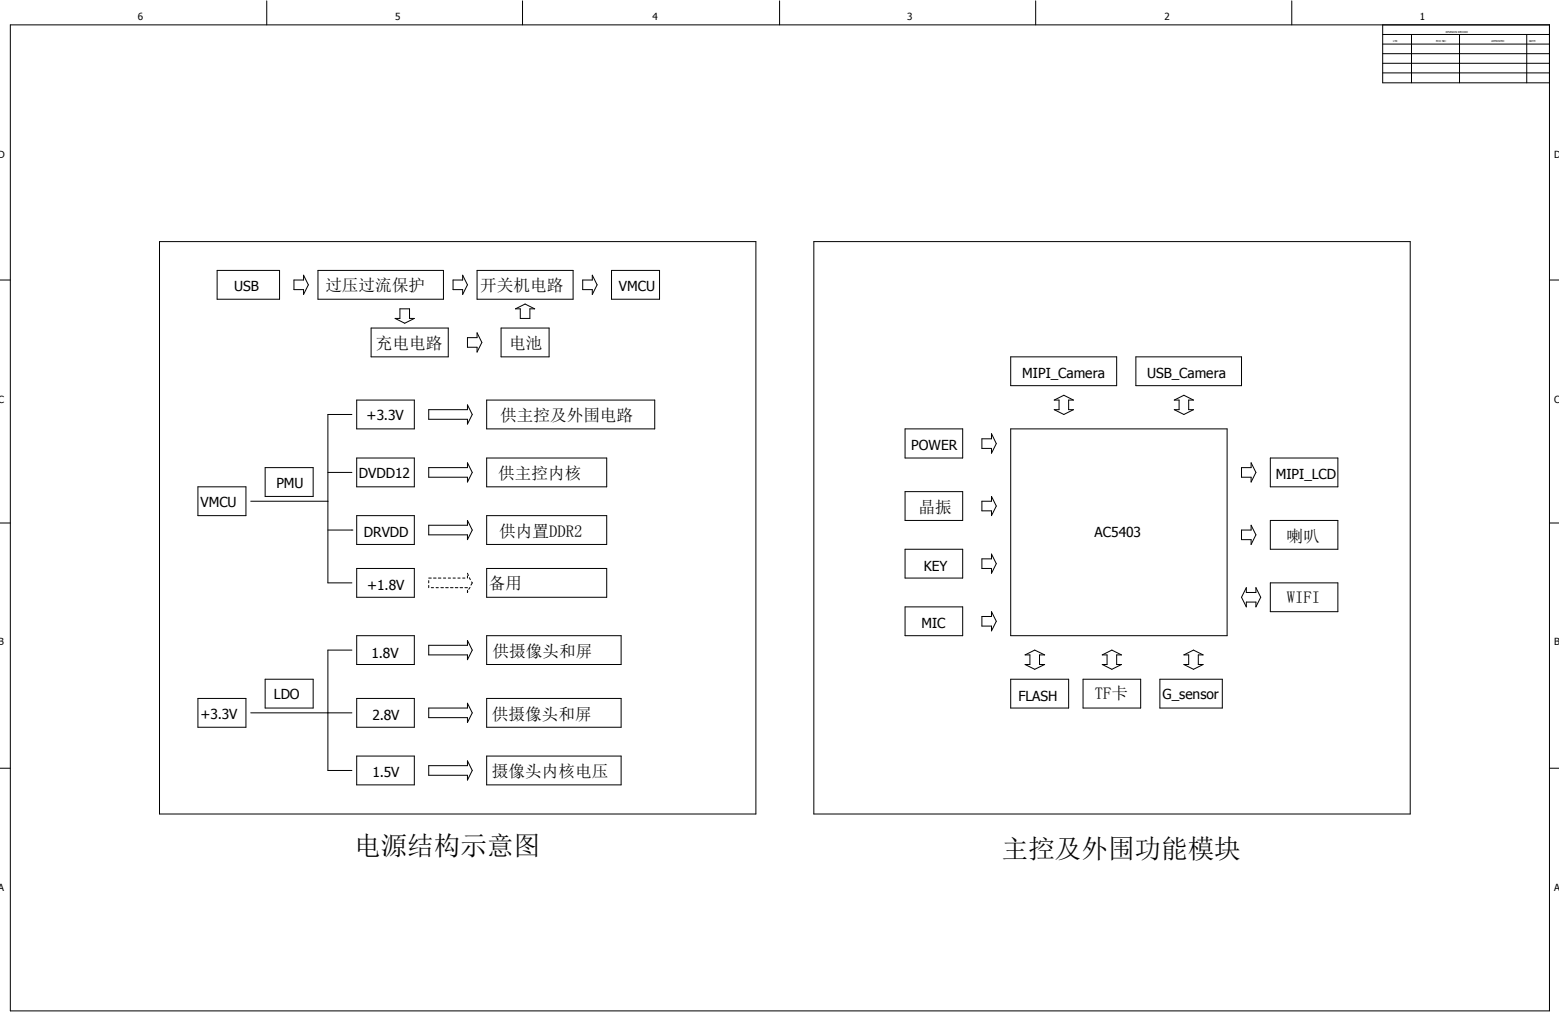 6 5 4 3 2 1
D D
C C
B B
A A
USB 过压过流保护 开关机电路 VMCU
充电电路 电池
+3.3V 供主控及外围电路
DVDD12 供主控内核
PMU
VMCU
DRVDD 供内置DDR2
+1.8V 备用
1.8V 供摄像头和屏
LDO
+3.3V
2.8V 供摄像头和屏
1.5V 摄像头内核电压
电源结构示意图
MIPI_Camera USB_Camera
POWER
晶振
KEY
MIC
AC5403
MIPI_LCD
喇叭
WIFI
FLASH TF卡 G_sensor
主控及外围功能模块